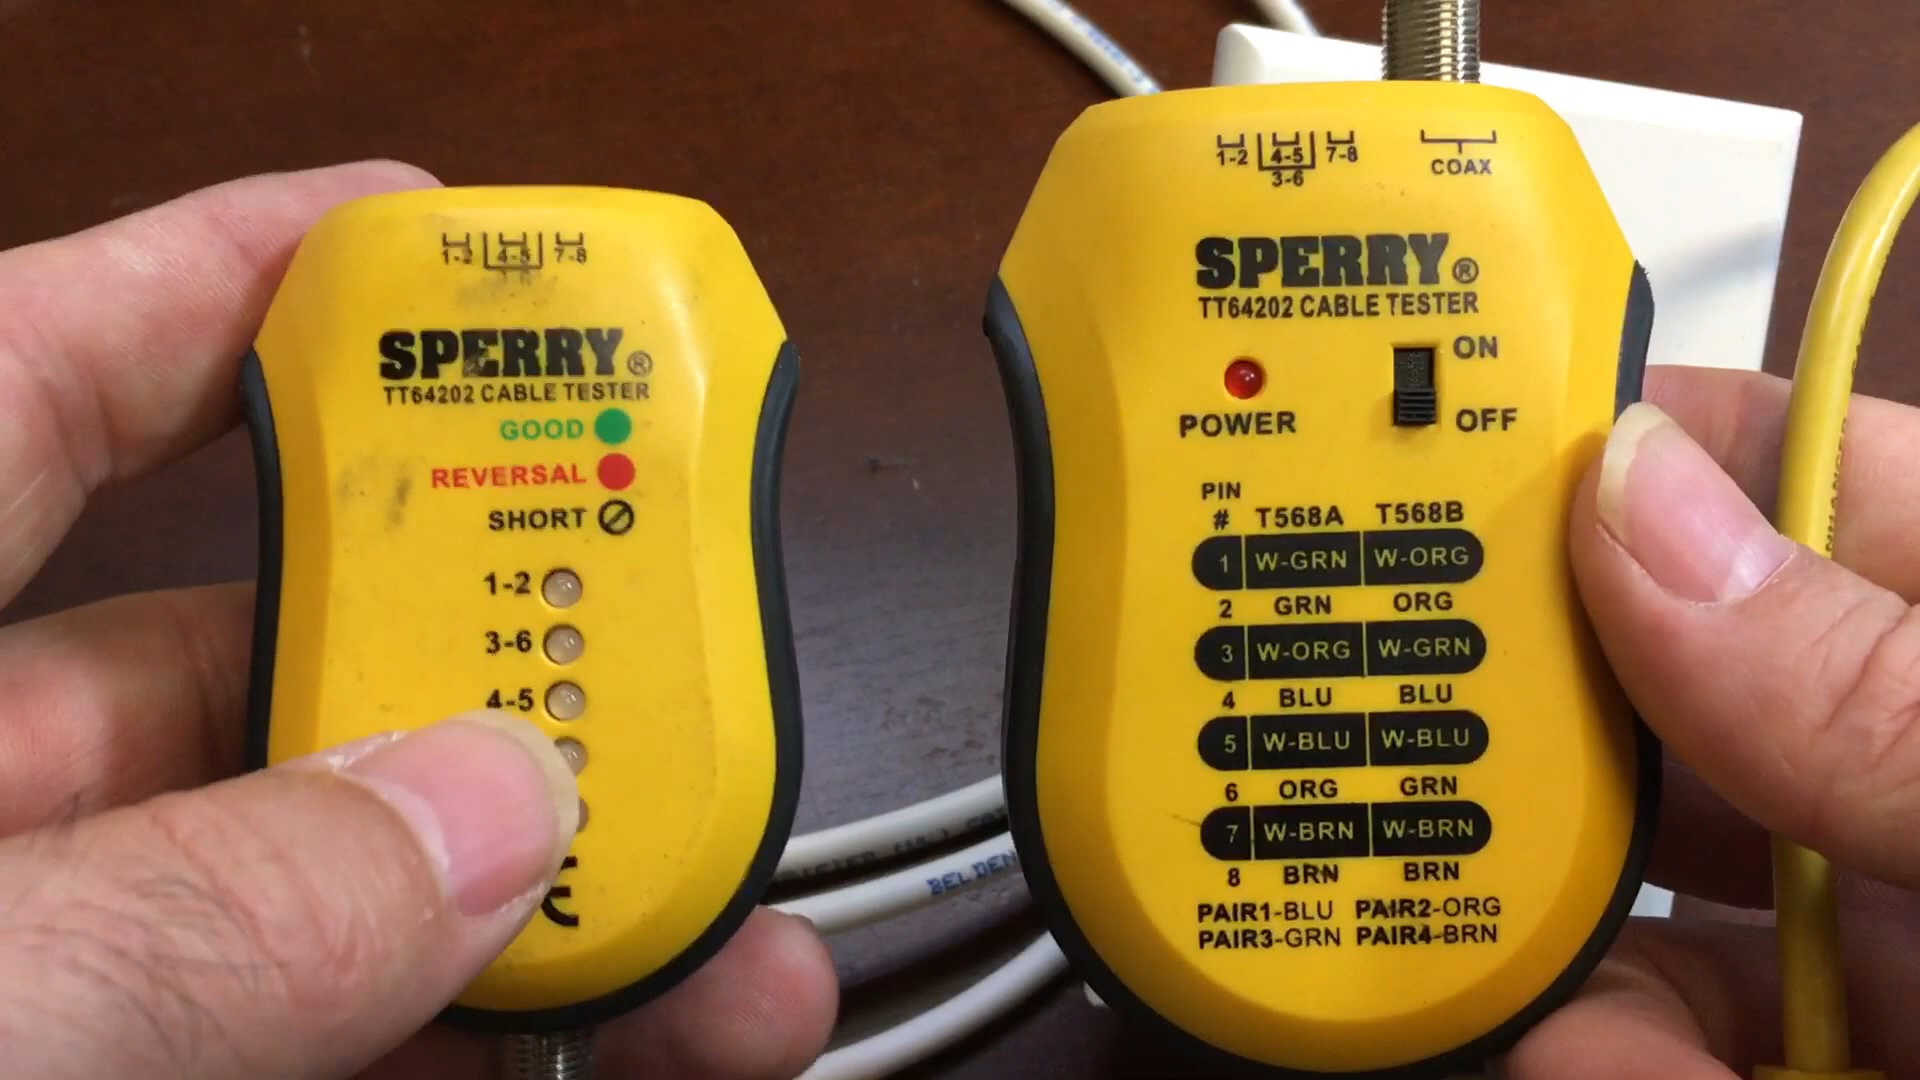 1-2 4-5 7-8
SPERRY®
TT64202 CABLE TESTER
GOOD
REVERSAL
SHORT
1-2
3-6
4-5
CE
1-2 4-5 7-8
3-6
COAX
SPERRY®
TT64202 CABLE TESTER
ON
POWER
OFF
PIN
# T568A T568B
1 W-GRN W-ORG
2 GRN ORG
3 W-ORG W-GRN
4 BLU BLU
5 W-BLU W-BLU
6 ORG GRN
7 W-BRN W-BRN
8 BRN BRN
PAIR1-BLU PAIR2-ORG
PAIR3-GRN PAIR4-BRN
BELDEN